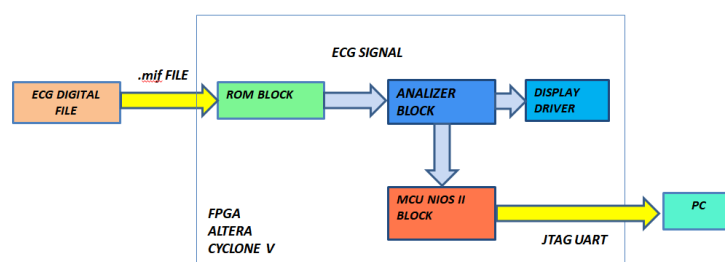 ECG SIGNAL
.mif FILE
ECG DIGITAL
FILE
ROM BLOCK
ANALIZER
BLOCK
DISPLAY
DRIVER
MCU NIOS II
BLOCK
PC
FPGA
ALTERA
CYCLONE V
JTAG UART